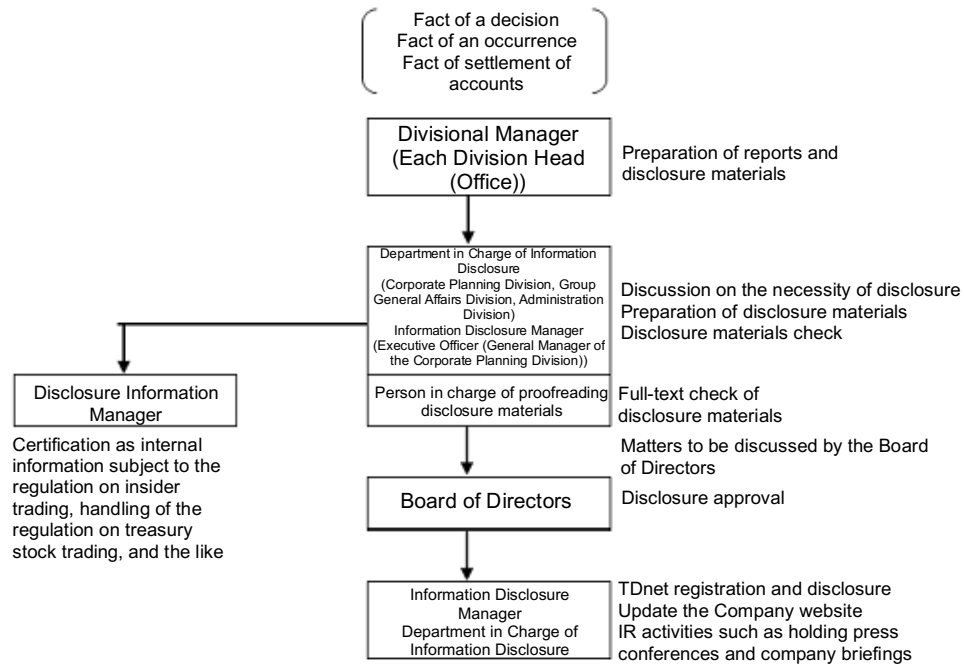 Fact of a decision
Fact of an occurrence
Fact of settlement of
accounts
Divisional Manager
(Each Division Head
(Office))
Preparation of reports and
disclosure materials
Department in Charge of Information
Disclosure
(Corporate Planning Division, Group
General Affairs Division, Administration
Division)
Information Disclosure Manager
(Executive Officer (General Manager of
the Corporate Planning Division))
Discussion on the necessity of disclosure
Preparation of disclosure materials
Disclosure materials check
Disclosure Information
Manager
Certification as internal
information subject to the
regulation on insider
trading, handling of the
regulation on treasury
stock trading, and the like
Person in charge of proofreading
disclosure materials
Full-text check of
disclosure materials
Matters to be discussed by the Board
of Directors
Board of Directors
Disclosure approval
Information Disclosure
Manager
Department in Charge of
Information Disclosure
TDnet registration and disclosure
Update the Company website
IR activities such as holding press
conferences and company briefings